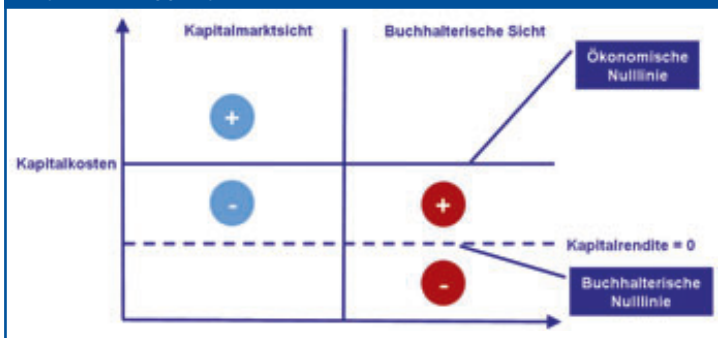 Kapitalmarktsicht
Buchhalterische Sicht
Ökonomische
Nulllinie
+
Kapitalkosten
-
+
Kapitalrendite = 0
-
Buchhalterische
Nulllinie